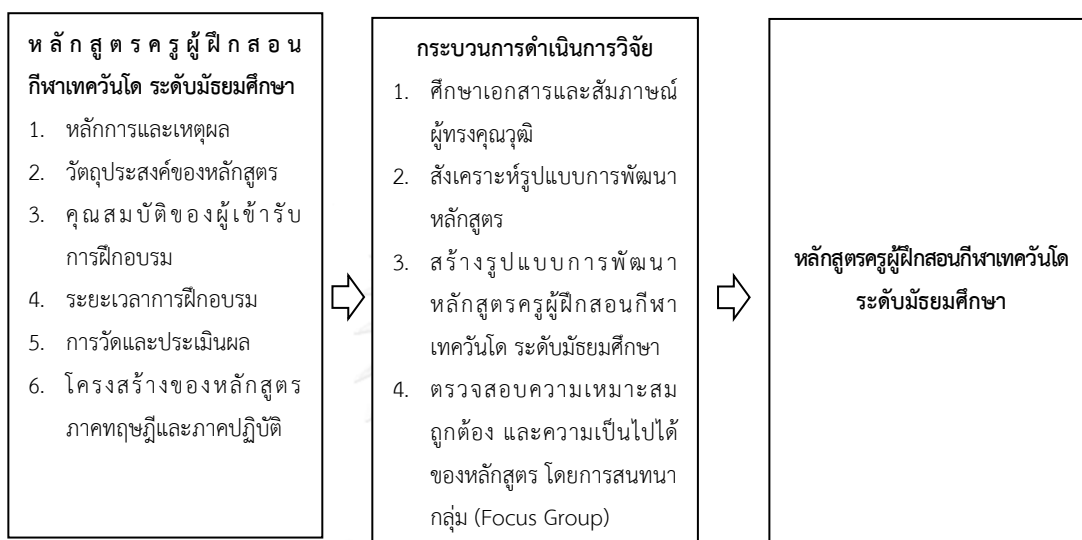 หลักสูตรครูผู้ฝึกสอน
กีฬาเทควันโด ระดับมัธยมศึกษา
1. หลักการและเหตุผล
2. วัตถุประสงค์ของหลักสูตร
3. คุณสมบัติของผู้เข้ารับ
การฝึกอบรม
4. ระยะเวลาการฝึกอบรม
5. การวัดและประเมินผล
6. โครงสร้างของหลักสูตร
ภาคทฤษฎีและภาคปฏิบัติ
กระบวนการดำเนินการวิจัย
1. ศึกษาเอกสารและสัมภาษณ์
ผู้ทรงคุณวุฒิ
2. สังเคราะห์รูปแบบการพัฒนา
หลักสูตร
3. สร้างรูปแบบการพัฒนา
หลักสูตรครูผู้ฝึกสอนกีฬา
เทควันโด ระดับมัธยมศึกษา
4. ตรวจสอบความเหมาะสม
ถูกต้อง และความเป็นไปได้
ของหลักสูตร โดยการสนทนา
กลุ่ม (Focus Group)
หลักสูตรครูผู้ฝึกสอนกีฬาเทควันโด
ระดับมัธยมศึกษา